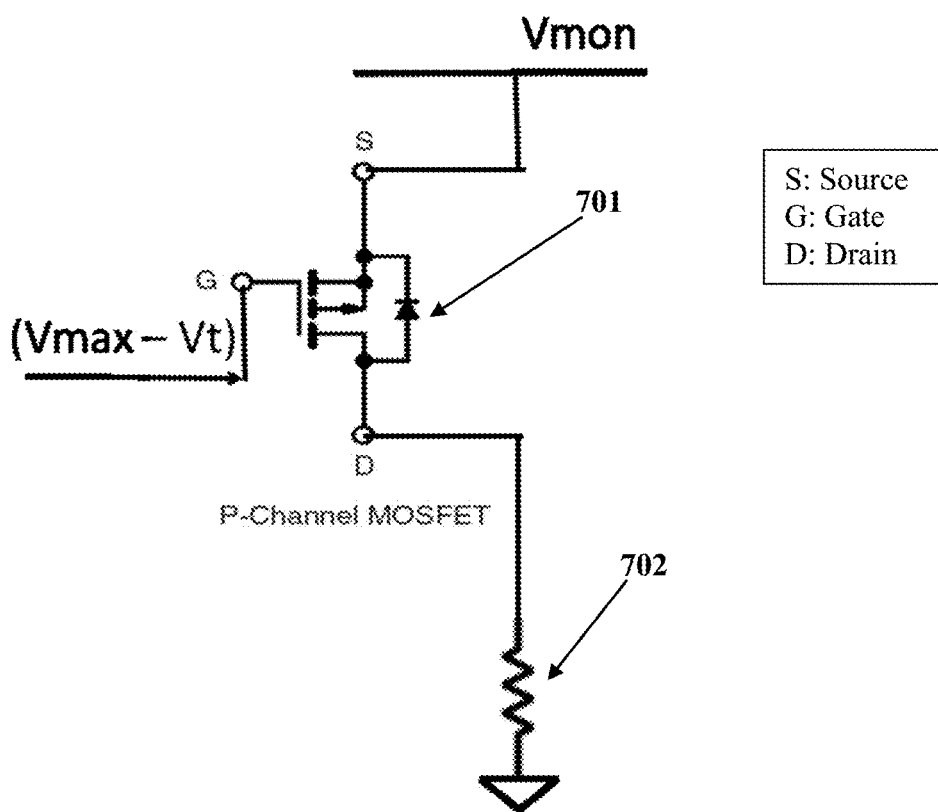 Vmon
S
701
S: Source
G: Gate
D: Drain
G
(Vmax – Vt)
D
P-Channel MOSFET
702